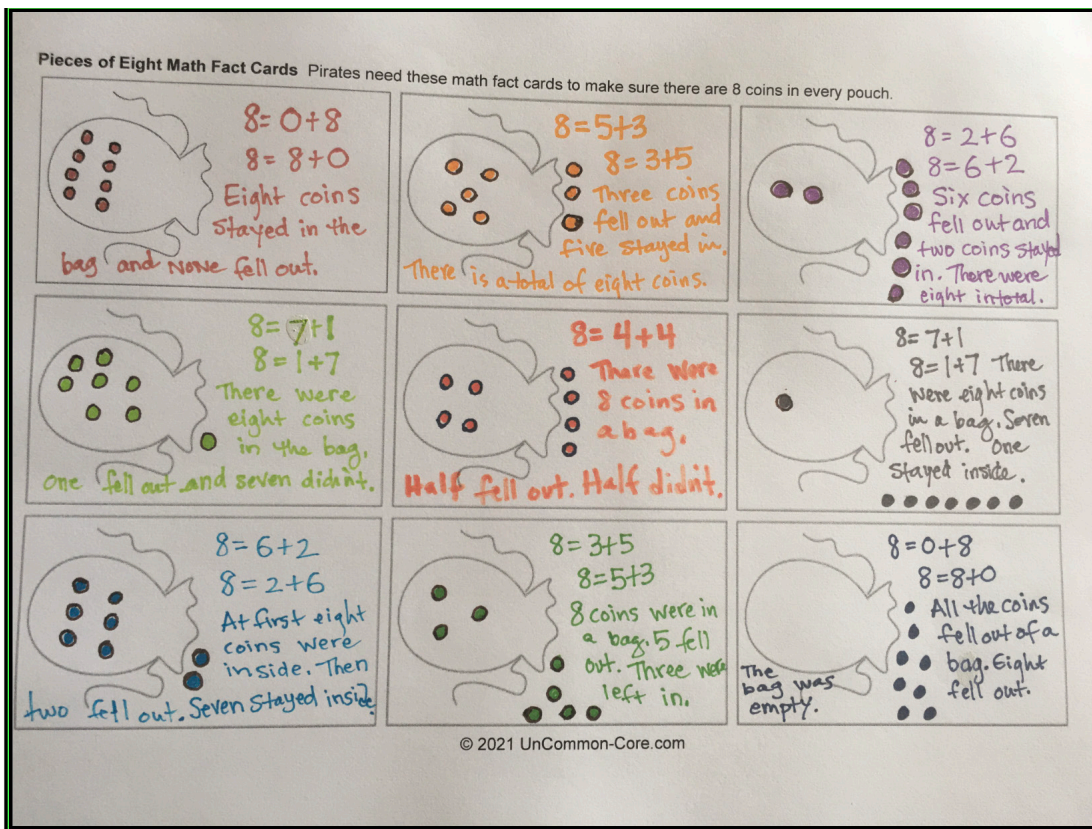 Pieces of Eight Math Fact Cards Pirates need these math fact cards to make sure there are 8 coins in every pouch.
8=0+8
8=8+0
Eight coins
stayed in the
bag and none fell out.
8=5+3
8=3+5
Three coins
fell out and
five stayed in.
There is a total of eight coins.
8=2+6
8=6+2
Six coins
fell out and
two coins stayed
in. There were
eight in total.
8=7+1
8=1+7
There were
eight coins
in the bag,
one fell out and seven didn't.
8=4+4
There were
8 coins in
a bag.
Half fell out. Half didn't.
8=7+1
8=1+7 There
were eight coins
in a bag. Seven
fell out. One
stayed inside.
8=6+2
8=2+6
At first eight
coins were
inside. Then
two fell out. Seven stayed inside.
8=3+5
8=5+3
8 coins were in
a bag. 5 fell
out. Three were
left in.
8=0+8
8=8+0
All the coins
fell out of a
bag. Eight
fell out.
The
bag was
empty.
© 2021 UnCommon-Core.com